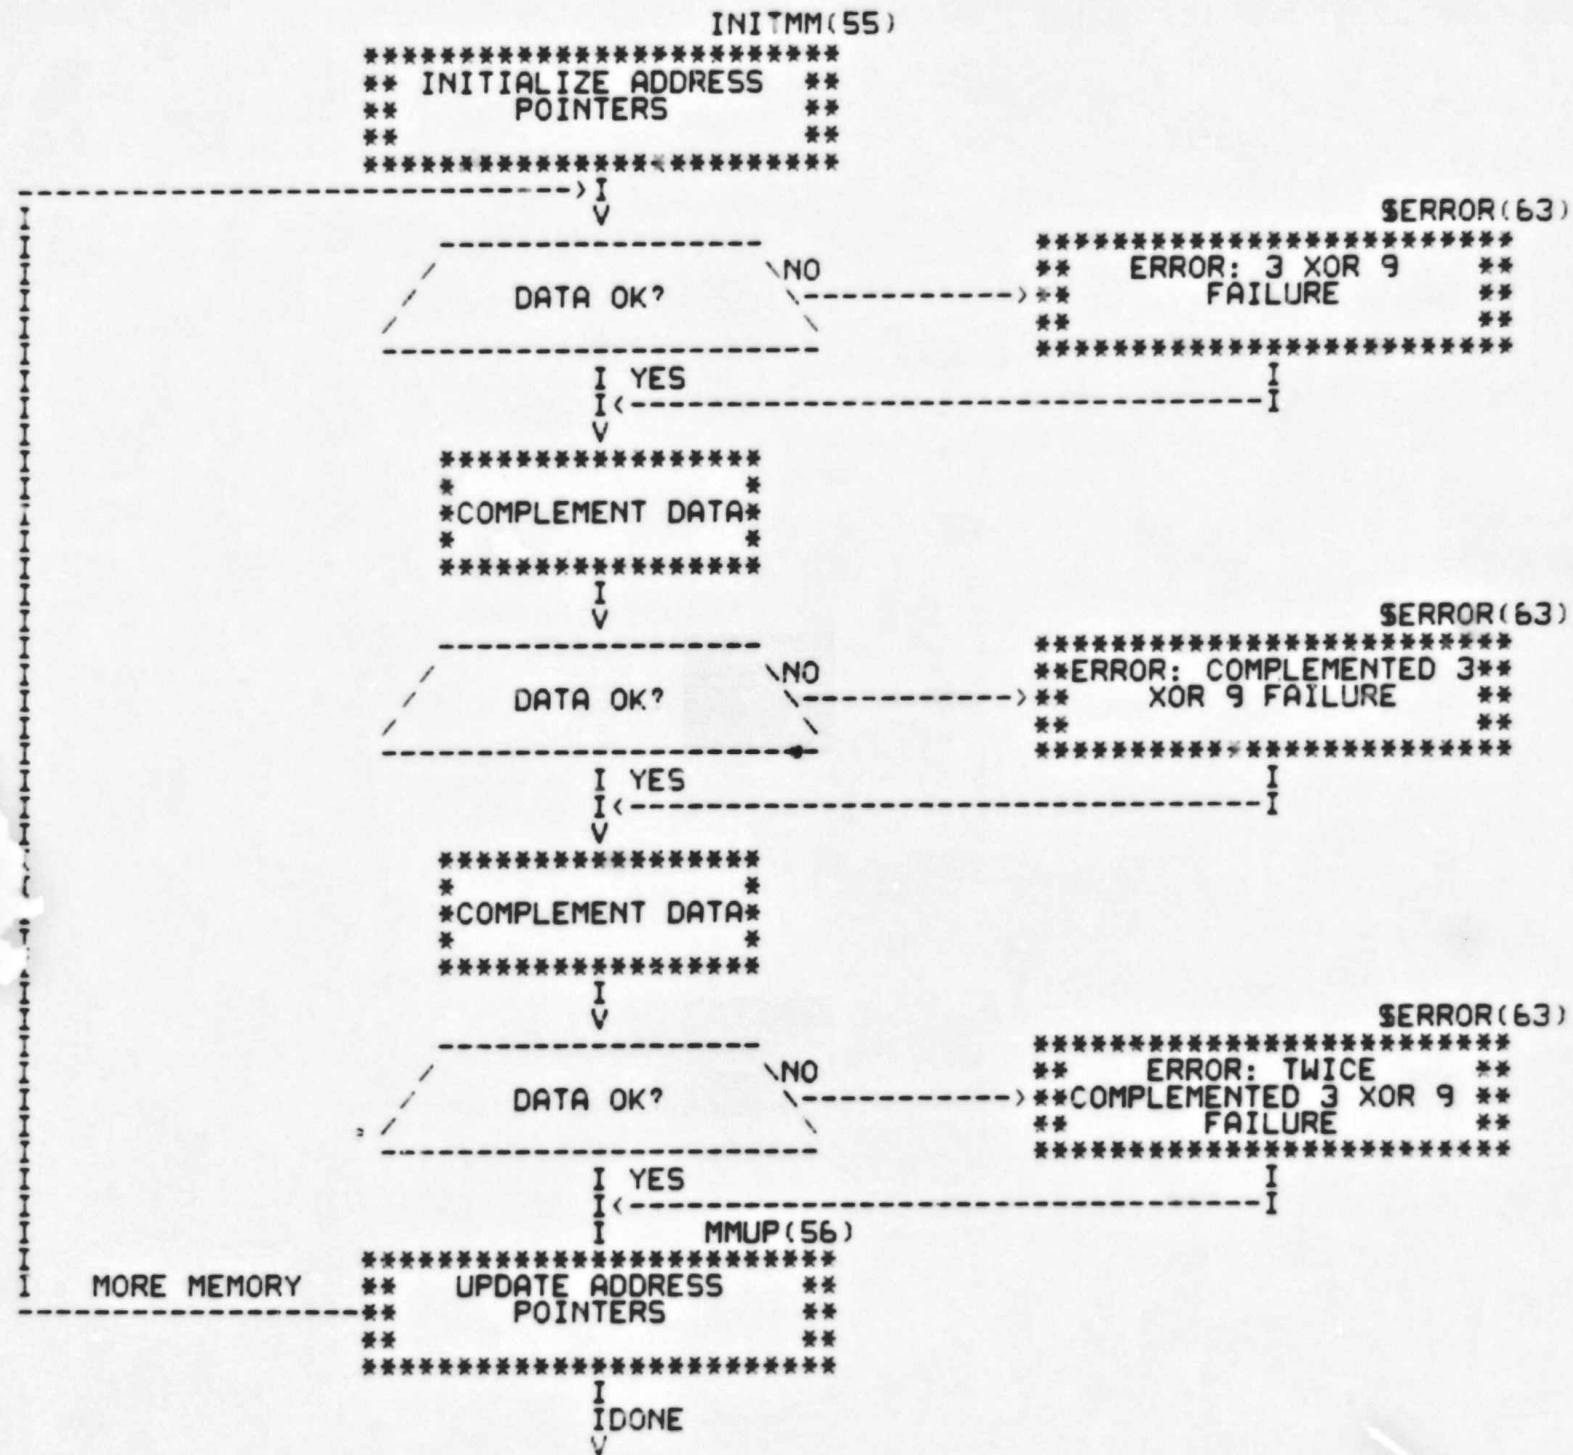 INITMM(55)
INITIALIZE ADDRESS
POINTERS
$ERROR(63)
NO
ERROR: 3 XOR 9
DATA OK?
FAILURE
YES
COMPLEMENT DATA
$ERROR(63)
NO
ERROR: COMPLEMENTED 3
DATA OK?
XOR 9 FAILURE
YES
COMPLEMENT DATA
$ERROR(63)
NO
ERROR: TWICE
DATA OK?
COMPLEMENTED 3 XOR 9
FAILURE
YES
MMUP(56)
MORE MEMORY
UPDATE ADDRESS
POINTERS
DONE